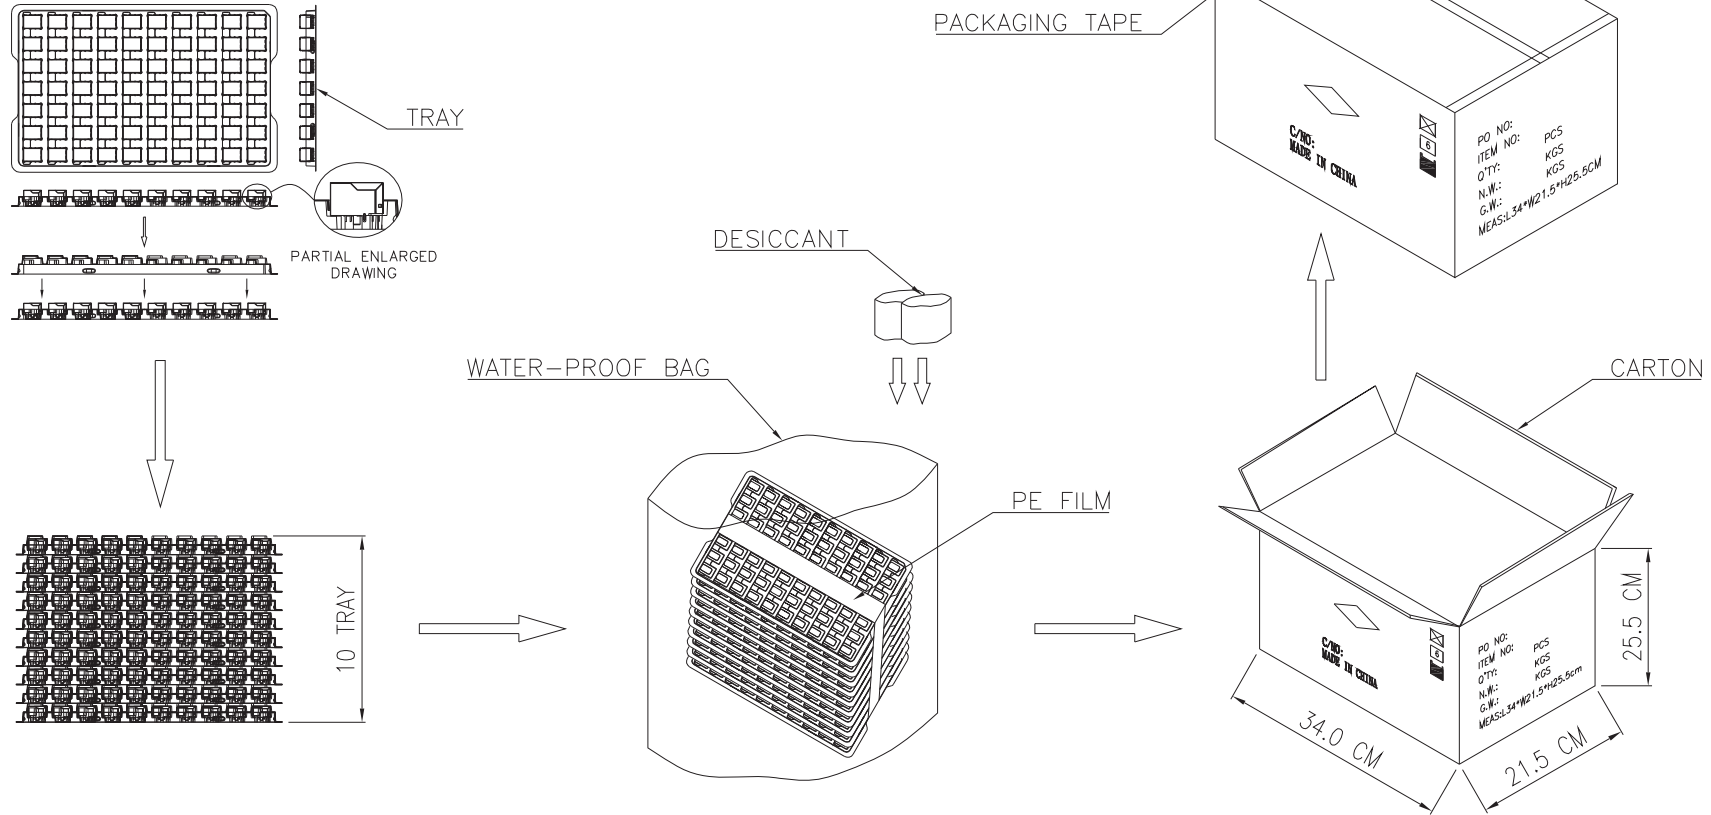 PACKAGING TAPE
C/NO:
MADE IN CHINA
6
PO NO:
ITEM NO:
Q'TY: PCS
N.W.: KGS
G.W.: KGS
MEAS:L34*W21.5*H25.5CM
TRAY
PARTIAL ENLARGED
DRAWING
DESICCANT
WATER-PROOF BAG
CARTON
PE FILM
10 TRAY
C/NO:
MADE IN CHINA
6
PO NO:
ITEM NO:
Q'TY: PCS
N.W.: KGS
G.W.: KGS
MEAS:L34*W21.5*H25.5cm
25.5 CM
34.0 CM
21.5 CM